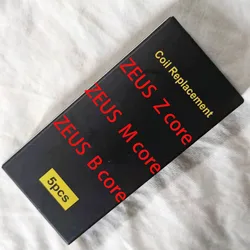 Coil Replacement
ZEUS Z core
ZEUS M core
ZEUS B core
5pcs